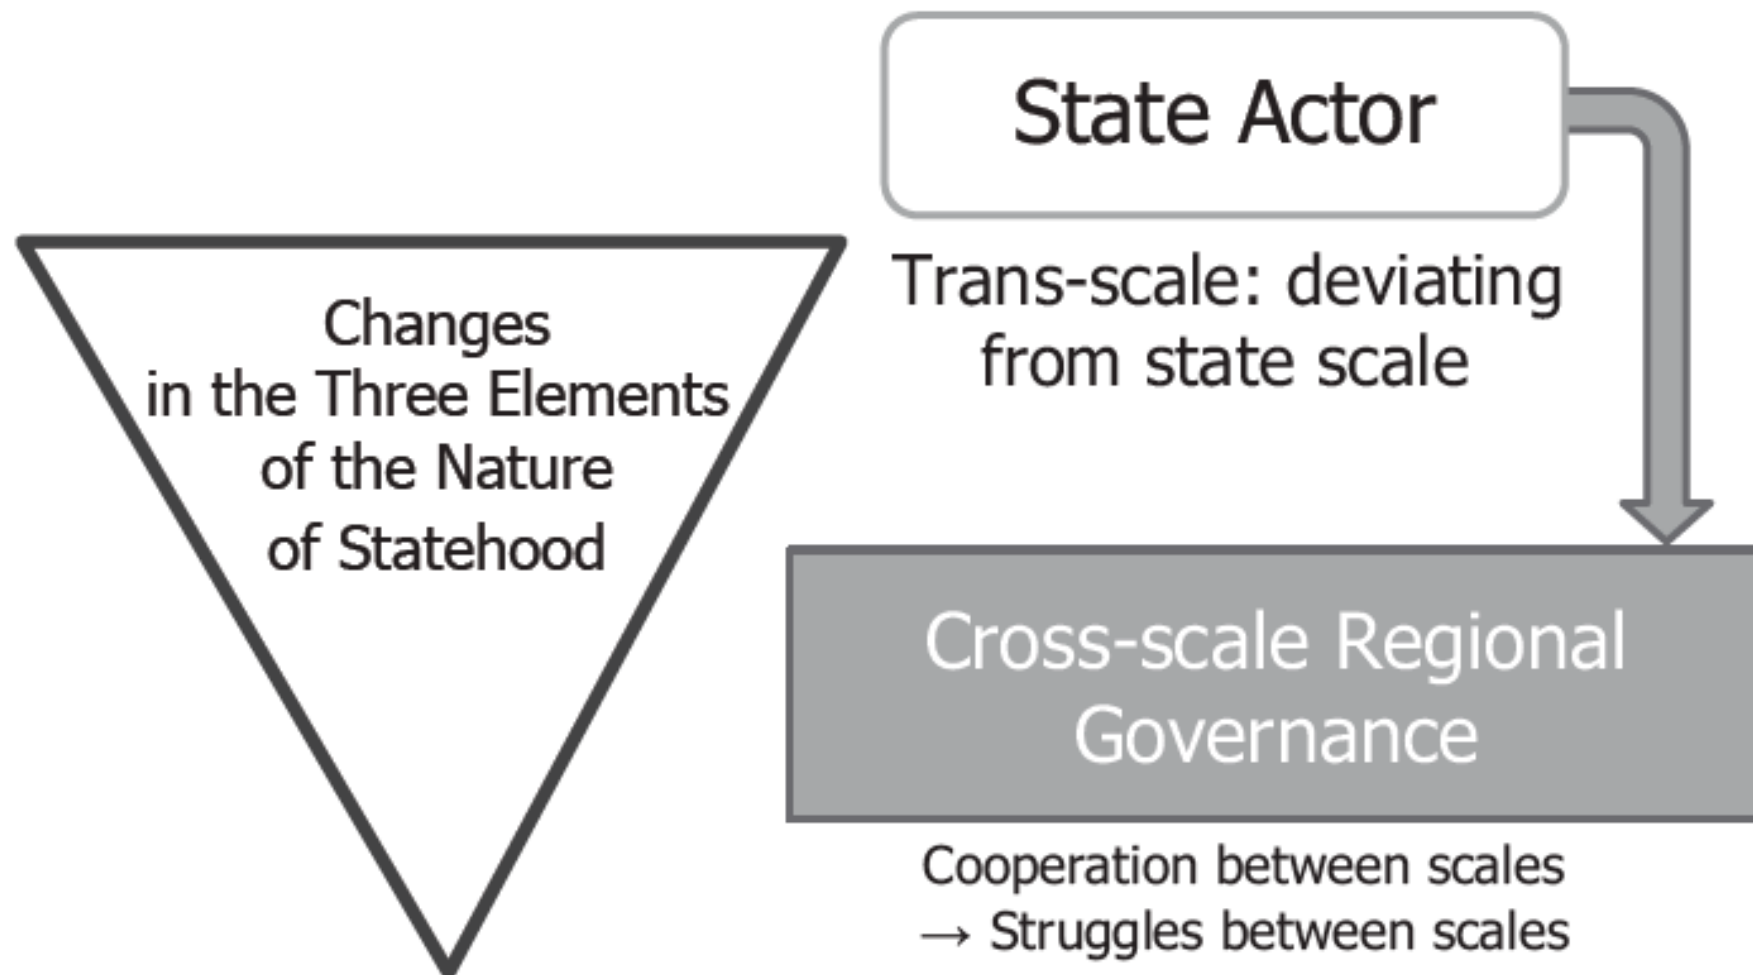 State Actor
Trans-scale: deviating
from state scale
Changes
in the Three Elements
of the Nature
of Statehood
Cross-scale Regional
Governance
Cooperation between scales
→ Struggles between scales